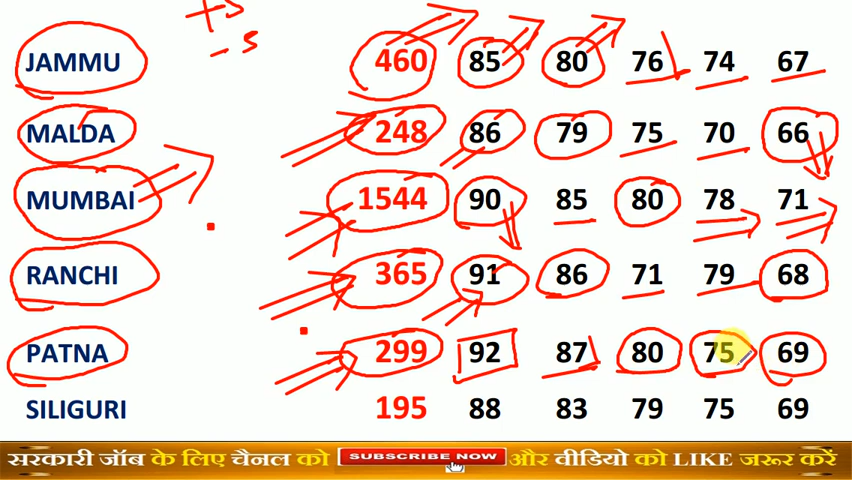 +5
- 5
JAMMU 460 85 80 76 74 67
MALDA 248 86 79 75 70 66
MUMBAI 1544 90 85 80 78 71
RANCHI 365 91 86 71 79 68
PATNA 299 92 87 80 75 69
SILIGURI 195 88 83 79 75 69
सरकारी जॉब के लिए चैनल को SUBSCRIBE NOW और वीडियो को LIKE जरूर करें